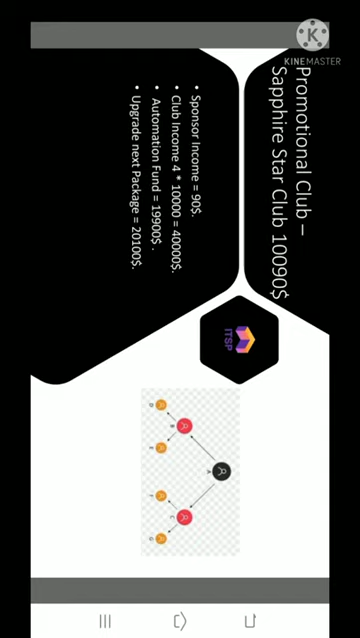 Promotional Club –
Sapphire Star Club 10090$
• Sponsor Income = 90$.
• Club Income 4 * 10000 = 40000$.
• Automation Fund = 19900$ .
• Upgrade next Package = 20100$.
ITSP
A
B
C
D
E
F
G
K
KINEMASTER